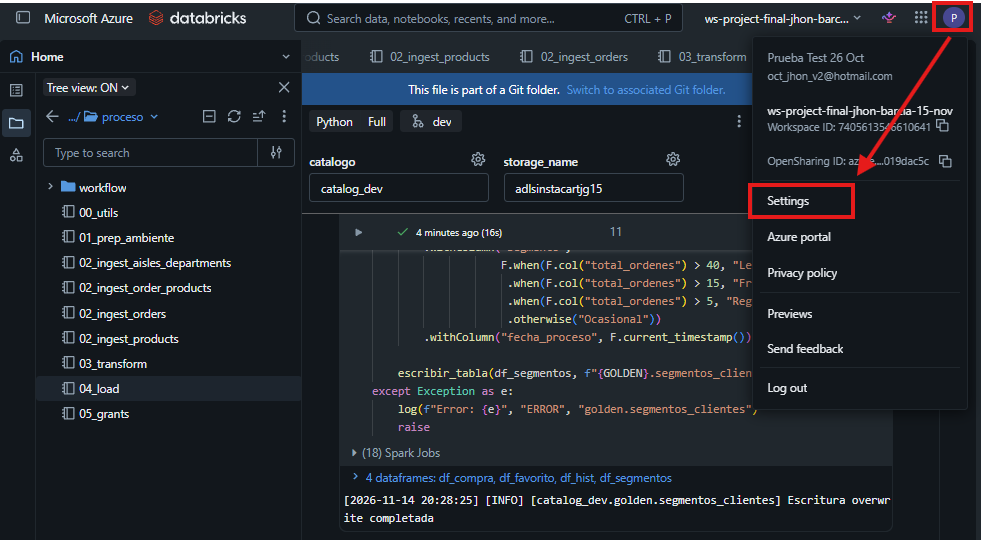 Microsoft Azure
databricks
Search data, notebooks, recents, and more...
CTRL + P
ws-project-final-jhon-barc...
P
Home
oducts
02_ingest_products
02_ingest_orders
03_transform
Tree view: ON
This file is part of a Git folder. Switch to associated Git folder.
.../ proceso
Python
Full
dev
Type to search
catalogo
storage_name
catalog_dev
adlsinstacartjg15
workflow
00_utils
01_prep_ambiente
02_ingest_aisles_departments
02_ingest_order_products
02_ingest_orders
02_ingest_products
03_transform
04_load
05_grants
4 minutes ago (16s)
11
F.when(F.col("total_ordenes") > 40, "Le
.when(F.col("total_ordenes") > 15, "Fr
.when(F.col("total_ordenes") > 5, "Reg
.otherwise("Ocasional"))
.withColumn("fecha_proceso", F.current_timestamp())
escribir_tabla(df_segmentos, f"{GOLDEN}.segmentos_clien
except Exception as e:
log(f"Error: {e}", "ERROR", "golden.segmentos_clientes")
raise
(18) Spark Jobs
4 dataframes: df_compra, df_favorito, df_hist, df_segmentos
[2026-11-14 20:28:25] [INFO] [catalog_dev.golden.segmentos_clientes] Escritura overwr
ite completada
Prueba Test 26 Oct
oct_jhon_v2@hotmail.com
ws-project-final-jhon-barcia-15-nov
Workspace ID: 7405613546610641
OpenSharing ID: azure....019dac5c
Settings
Azure portal
Privacy policy
Previews
Send feedback
Log out